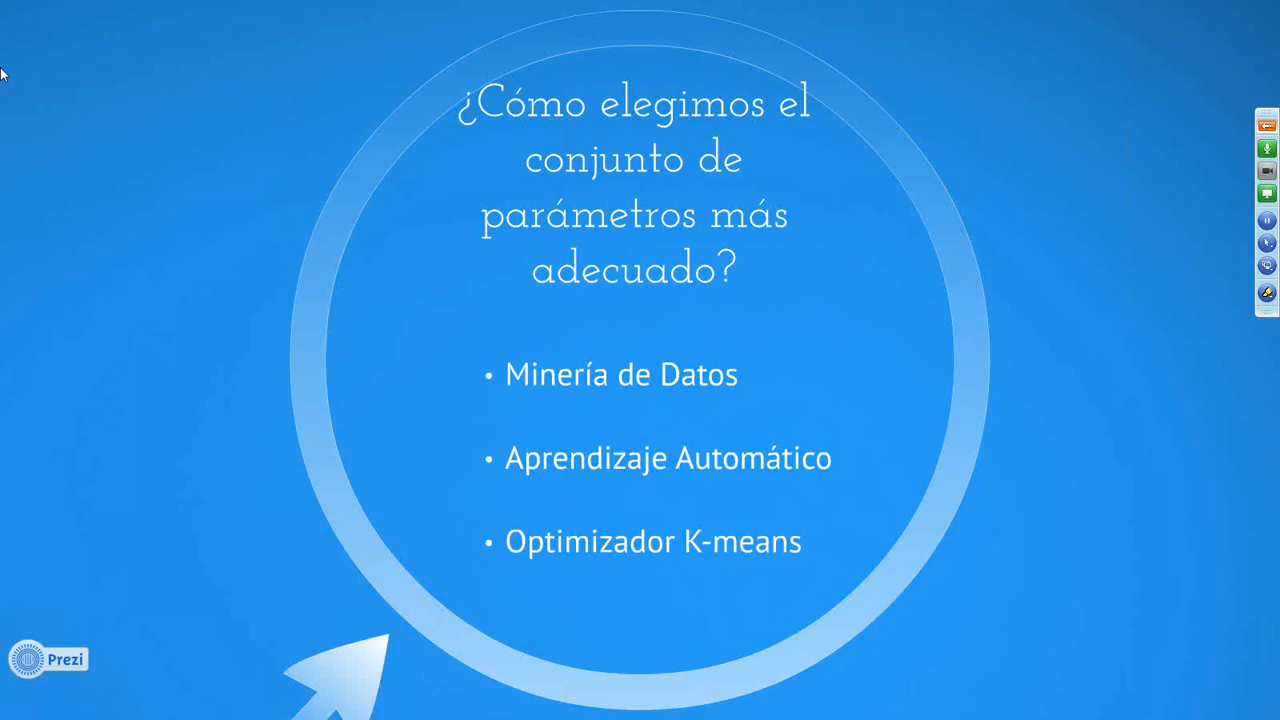 ¿Cómo elegimos el
conjunto de
parámetros más
adecuado?
• Minería de Datos
• Aprendizaje Automático
• Optimizador K-means
Prezi